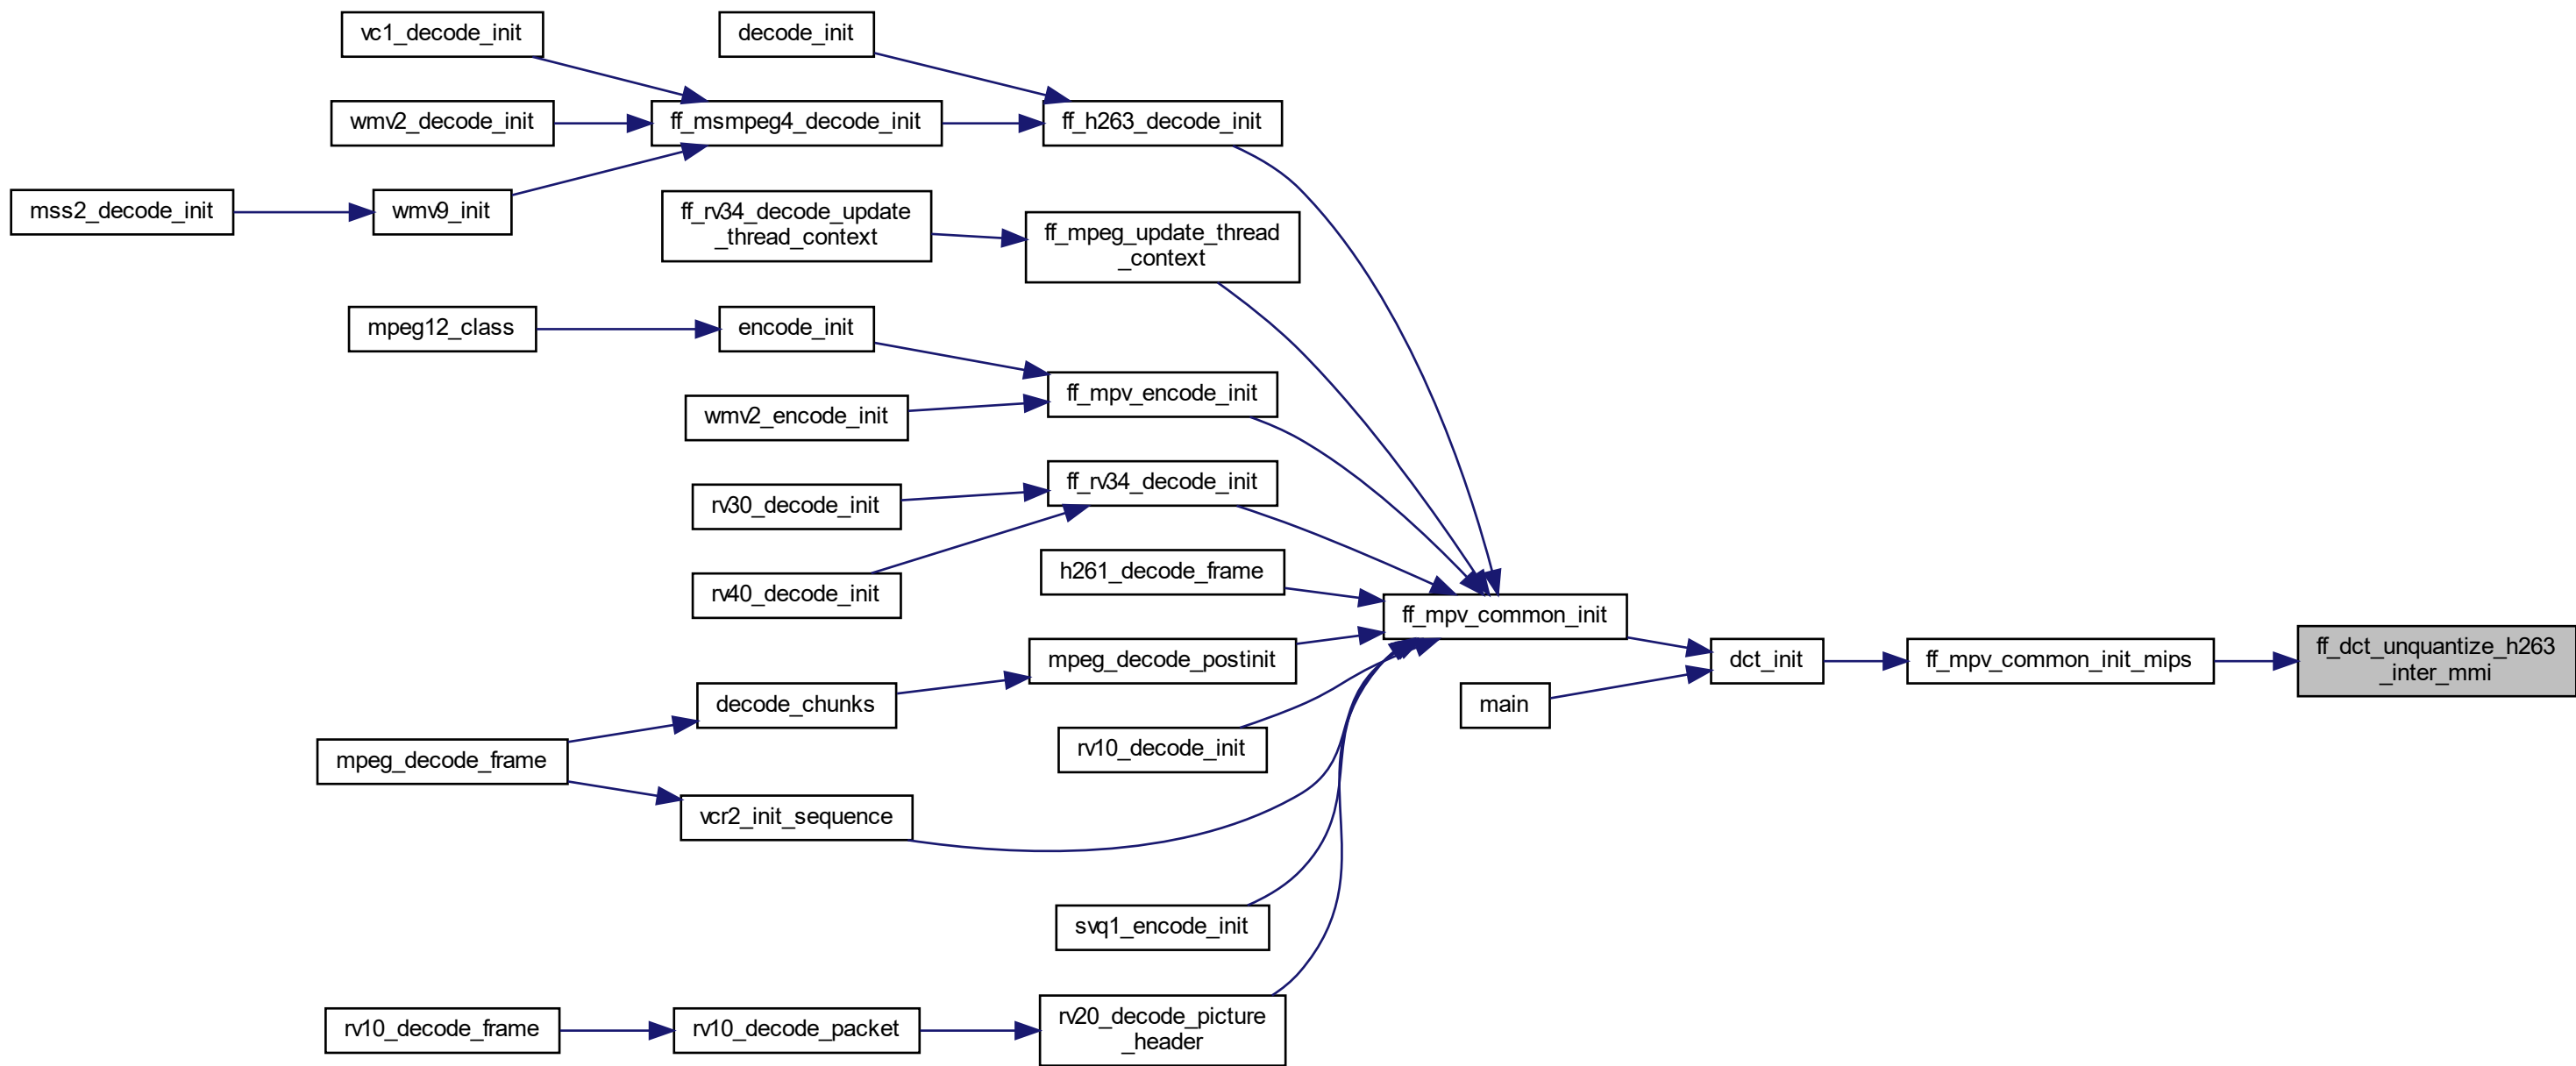 vc1_decode_init
decode_init
wmv2_decode_init
ff_msmpeg4_decode_init
ff_h263_decode_init
mss2_decode_init
wmv9_init
ff_rv34_decode_update
_thread_context
ff_mpeg_update_thread
_context
mpeg12_class
encode_init
ff_mpv_encode_init
wmv2_encode_init
ff_rv34_decode_init
rv30_decode_init
h261_decode_frame
rv40_decode_init
ff_mpv_common_init
mpeg_decode_postinit
dct_init
ff_mpv_common_init_mips
ff_dct_unquantize_h263
_inter_mmi
decode_chunks
main
rv10_decode_init
mpeg_decode_frame
vcr2_init_sequence
svq1_encode_init
rv10_decode_frame
rv10_decode_packet
rv20_decode_picture
_header